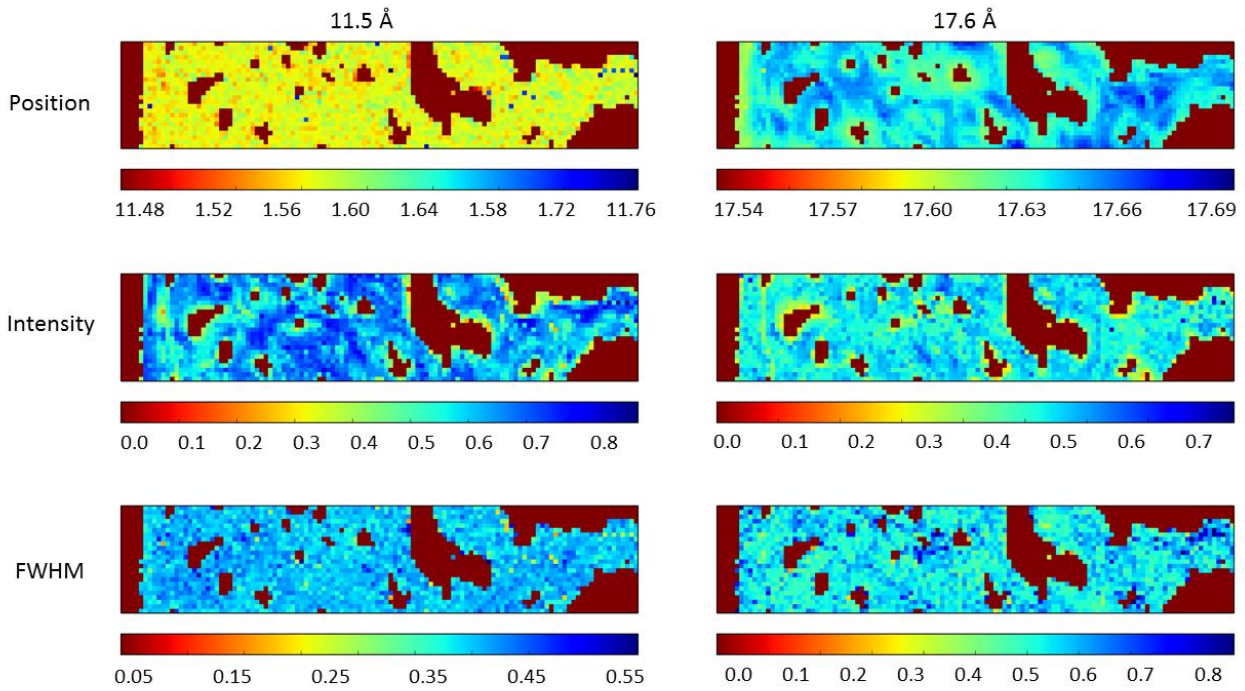 11.5 Å
17.6 Å
Position
11.48 1.52 1.56 1.60 1.64 1.58 1.72 11.76
17.54 17.57 17.60 17.63 17.66 17.69
Intensity
0.0 0.1 0.2 0.3 0.4 0.5 0.6 0.7 0.8
0.0 0.1 0.2 0.3 0.4 0.5 0.6 0.7
FWHM
0.05 0.15 0.25 0.35 0.45 0.55
0.0 0.1 0.2 0.3 0.4 0.5 0.6 0.7 0.8